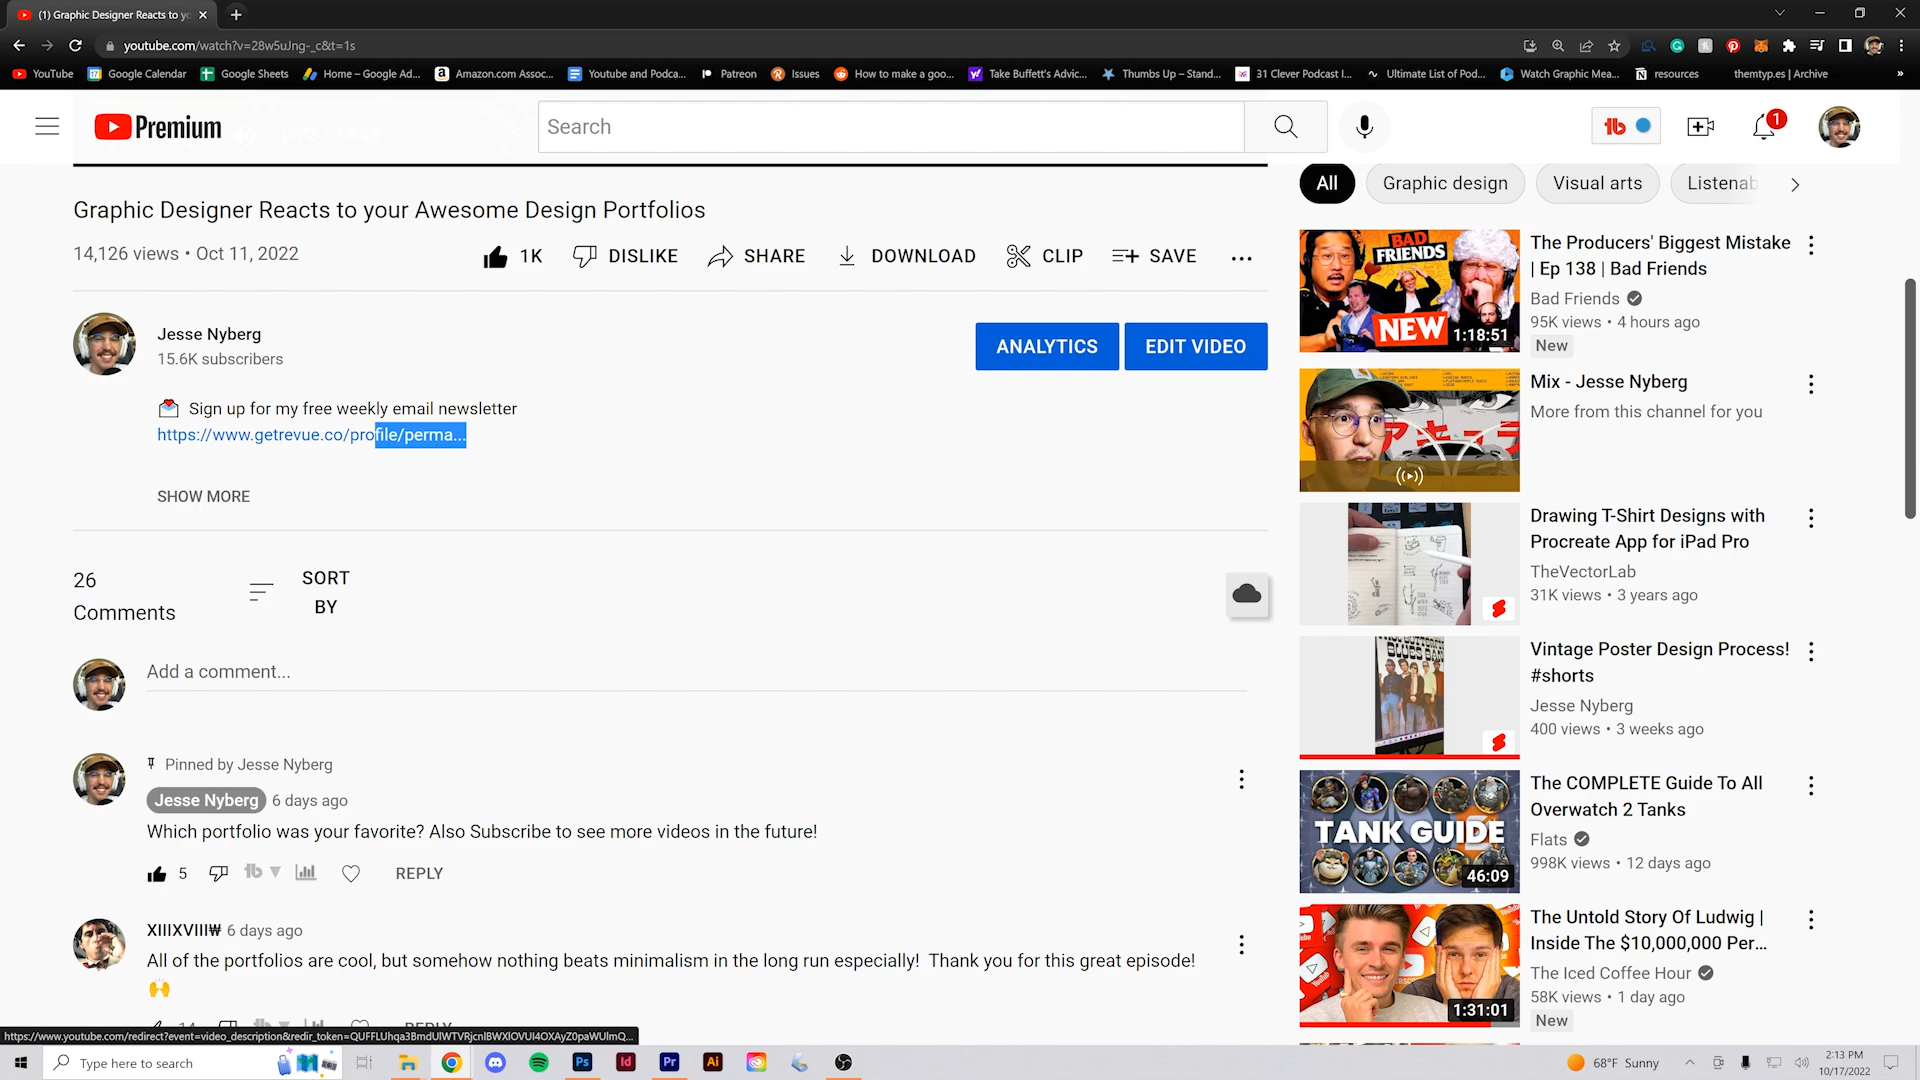 (1) Graphic Designer Reacts to yo
youtube.com/watch?v=28w5uJng-_c&t=1s
YouTube
Google Calendar
Google Sheets
Home – Google Ad...
Amazon.com Assoc...
Youtube and Podca...
Patreon
Issues
How to make a goo...
Take Buffett's Advic...
Thumbs Up – Stand...
31 Clever Podcast I...
Ultimate List of Pod...
Watch Graphic Mea...
resources
themtyp.es | Archive
Premium
Search
1
Graphic Designer Reacts to your Awesome Design Portfolios
14,126 views • Oct 11, 2022
1K
DISLIKE
SHARE
DOWNLOAD
CLIP
SAVE
Jesse Nyberg
15.6K subscribers
ANALYTICS
EDIT VIDEO
Sign up for my free weekly email newsletter
https://www.getrevue.co/profile/perma...
SHOW MORE
26
Comments
SORT
BY
Add a comment...
Pinned by Jesse Nyberg
Jesse Nyberg 6 days ago
Which portfolio was your favorite? Also Subscribe to see more videos in the future!
5
REPLY
XIIIXVIII₩ 6 days ago
All of the portfolios are cool, but somehow nothing beats minimalism in the long run especially! Thank you for this great episode!
🙌
14
REPLY
All
Graphic design
Visual arts
Listenab
BAD
FRIENDS
NEW
1:18:51
The Producers' Biggest Mistake
| Ep 138 | Bad Friends
Bad Friends
95K views • 4 hours ago
New
アキラ
Mix - Jesse Nyberg
More from this channel for you
Drawing T-Shirt Designs with
Procreate App for iPad Pro
TheVectorLab
31K views • 3 years ago
Vintage Poster Design Process!
#shorts
Jesse Nyberg
400 views • 3 weeks ago
TANK GUIDE
46:09
The COMPLETE Guide To All
Overwatch 2 Tanks
Flats
998K views • 12 days ago
1:31:01
The Untold Story Of Ludwig |
Inside The $10,000,000 Per...
The Iced Coffee Hour
58K views • 1 day ago
New
Type here to search
Ps
Id
Pr
Ai
68°F Sunny
2:13 PM
10/17/2022